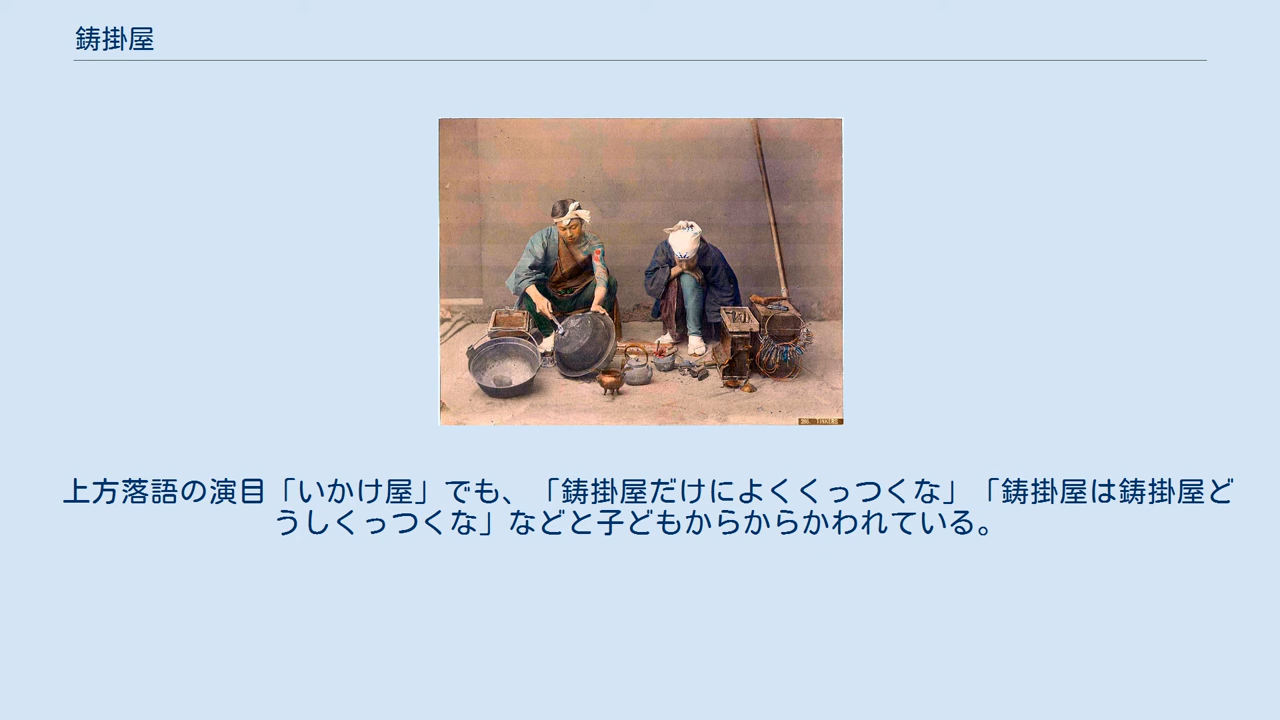 鋳掛屋
286. TINKERS
上方落語の演目「いかけ屋」でも、「鋳掛屋だけによくくっつくな」「鋳掛屋は鋳掛屋ど
うしくっつくな」などと子どもからからかわれている。